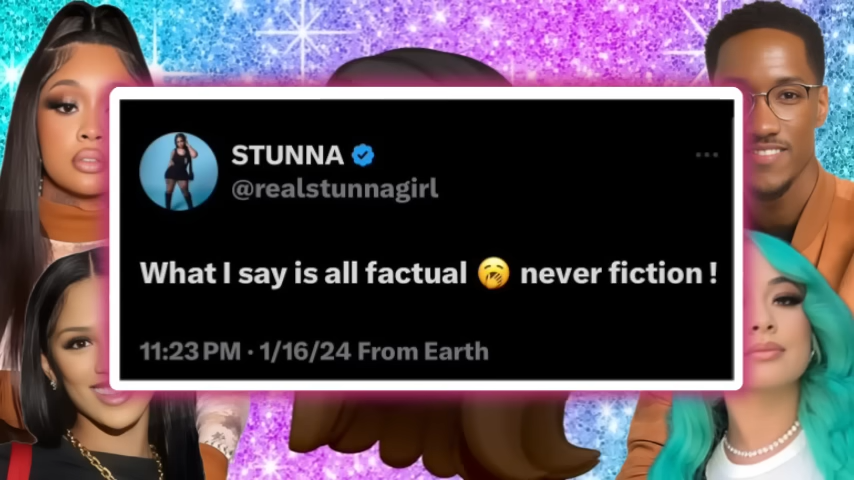 STUNNA
@realstunnagirl
What I say is all factual 🥱 never fiction !
11:23 PM · 1/16/24 From Earth